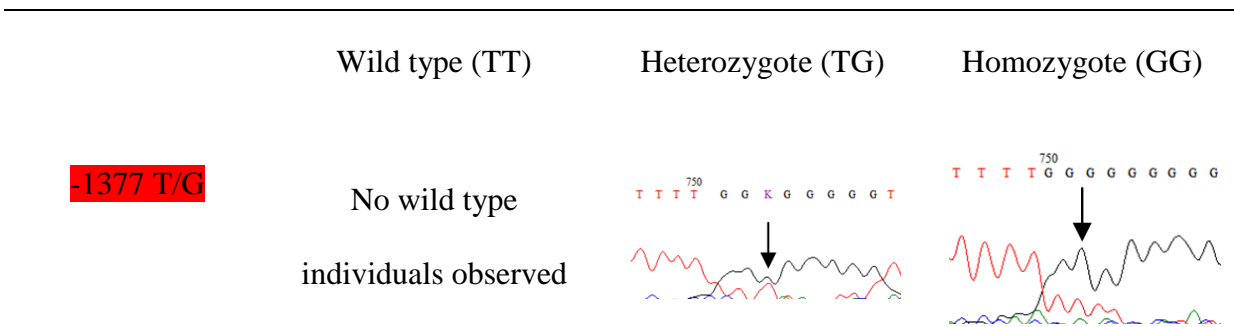 Wild type (TT) Heterozygote (TG) Homozygote (GG)
-1377 T/G
No wild type
individuals observed
750
T T T T G G K G G G G G T
750
T T T T G G G G G G G G G